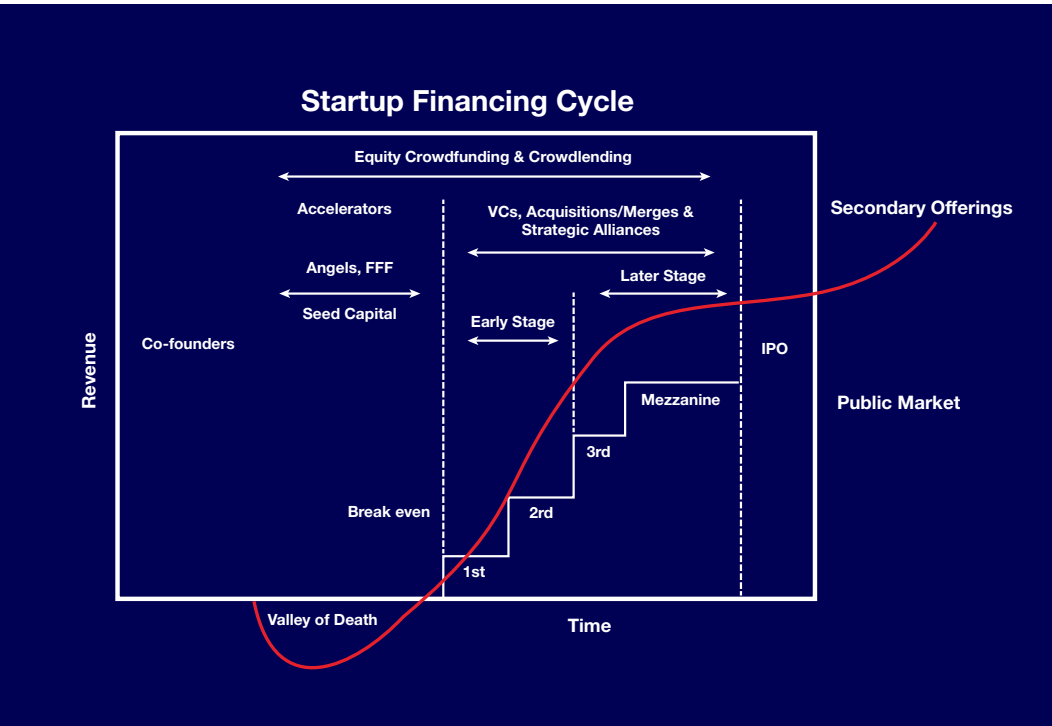 Startup Financing Cycle
Equity Crowdfunding & Crowdlending
Accelerators
VCs, Acquisitions/Merges &
Strategic Alliances
Secondary Offerings
Angels, FFF
Later Stage
Seed Capital
Early Stage
Co-founders
IPO
Revenue
Mezzanine
Public Market
3rd
Break even
2rd
1st
Valley of Death
Time